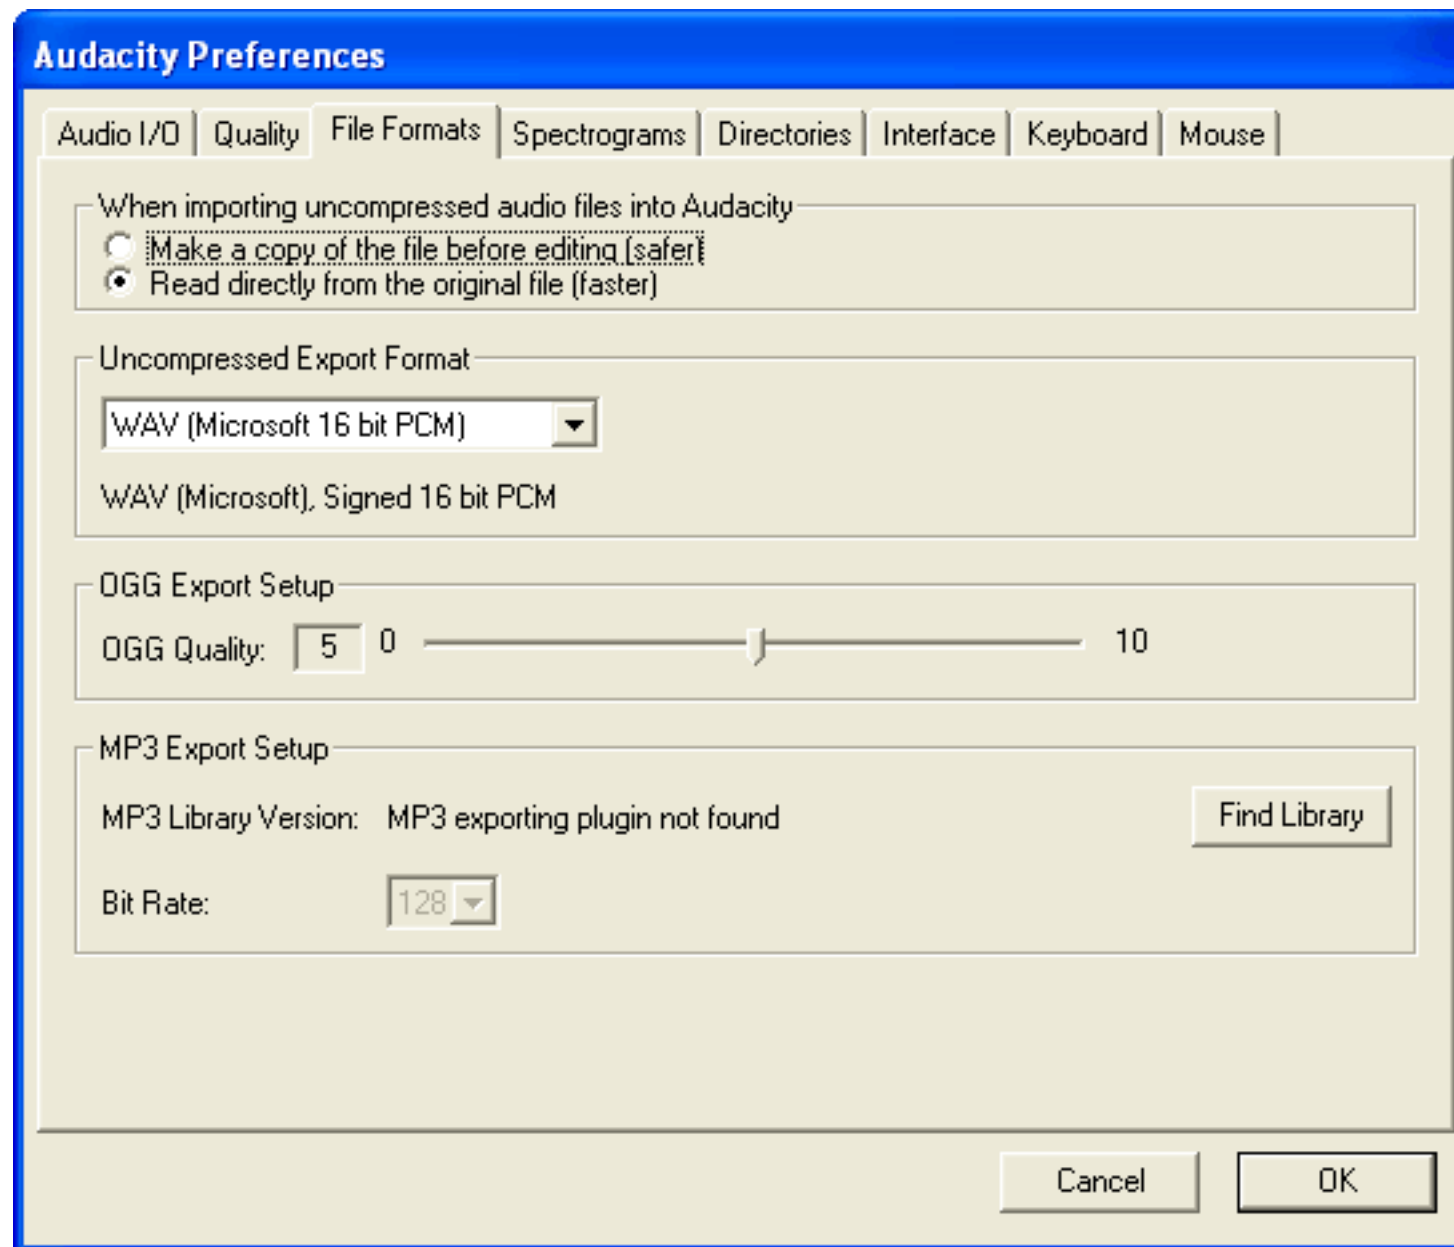 Audacity Preferences
Audio I/O Quality File Formats Spectrograms Directories Interface Keyboard Mouse
When importing uncompressed audio files into Audacity
Make a copy of the file before editing (safer)
Read directly from the original file (faster)
Uncompressed Export Format
WAV (Microsoft 16 bit PCM)
WAV (Microsoft), Signed 16 bit PCM
OGG Export Setup
OGG Quality: 5 0 10
MP3 Export Setup
MP3 Library Version: MP3 exporting plugin not found Find Library
Bit Rate: 128
Cancel OK